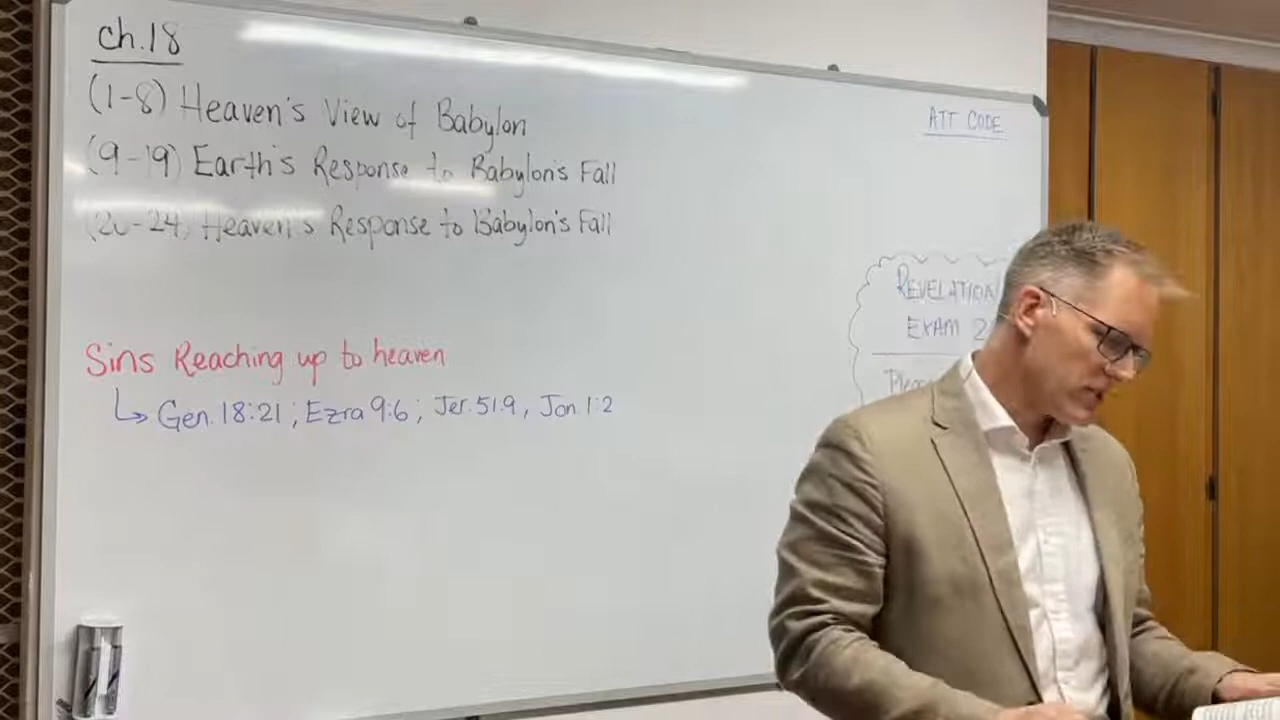 ch.18
(1-8) Heaven's View of Babylon
(9-19) Earth's Response to Babylon's Fall
(20-24) Heaven's Response to Babylon's Fall
Sins Reaching up to heaven
↳ Gen. 18:21; Ezra 9:6; Jer. 51.9, Jon. 1:2
ATT CODE
REVELATION
EXAM 2